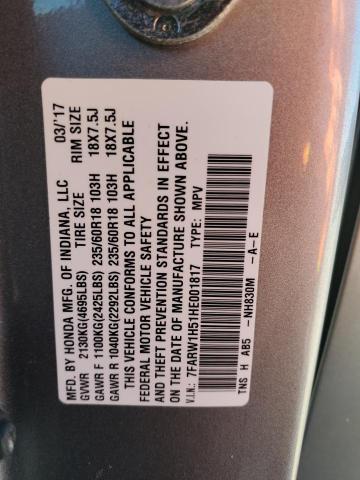 MFD. BY HONDA MFG. OF INDIANA, LLC 03/'17
GVWR 2130KG(4695LBS) TIRE SIZE RIM SIZE
GAWR F 1100KG(2425LBS) 235/60R18 103H 18X7.5J
GAWR R 1040KG(2292LBS) 235/60R18 103H 18X7.5J
THIS VEHICLE CONFORMS TO ALL APPLICABLE
FEDERAL MOTOR VEHICLE SAFETY
AND THEFT PREVENTION STANDARDS IN EFFECT
ON THE DATE OF MANUFACTURE SHOWN ABOVE.
V.I.N.: 7FARW1H51HE001817 TYPE: MPV
TNS H AB5 -NH830M -A-E